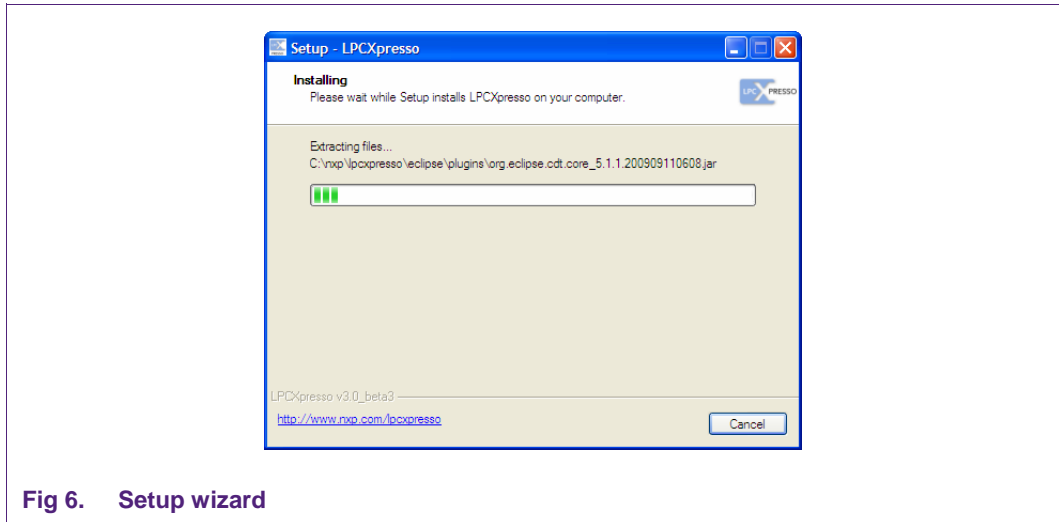 Setup - LPCXpresso
Installing
Please wait while Setup installs LPCXpresso on your computer.
LPC XPRESSO
Extracting files...
C:\nxp\lpcxpresso\eclipse\plugins\org.eclipse.cdt.core_5.1.1.200909110608.jar
LPCXpresso v3.0_beta3
http://www.nxp.com/lpcxpresso
Cancel
Fig 6. Setup wizard